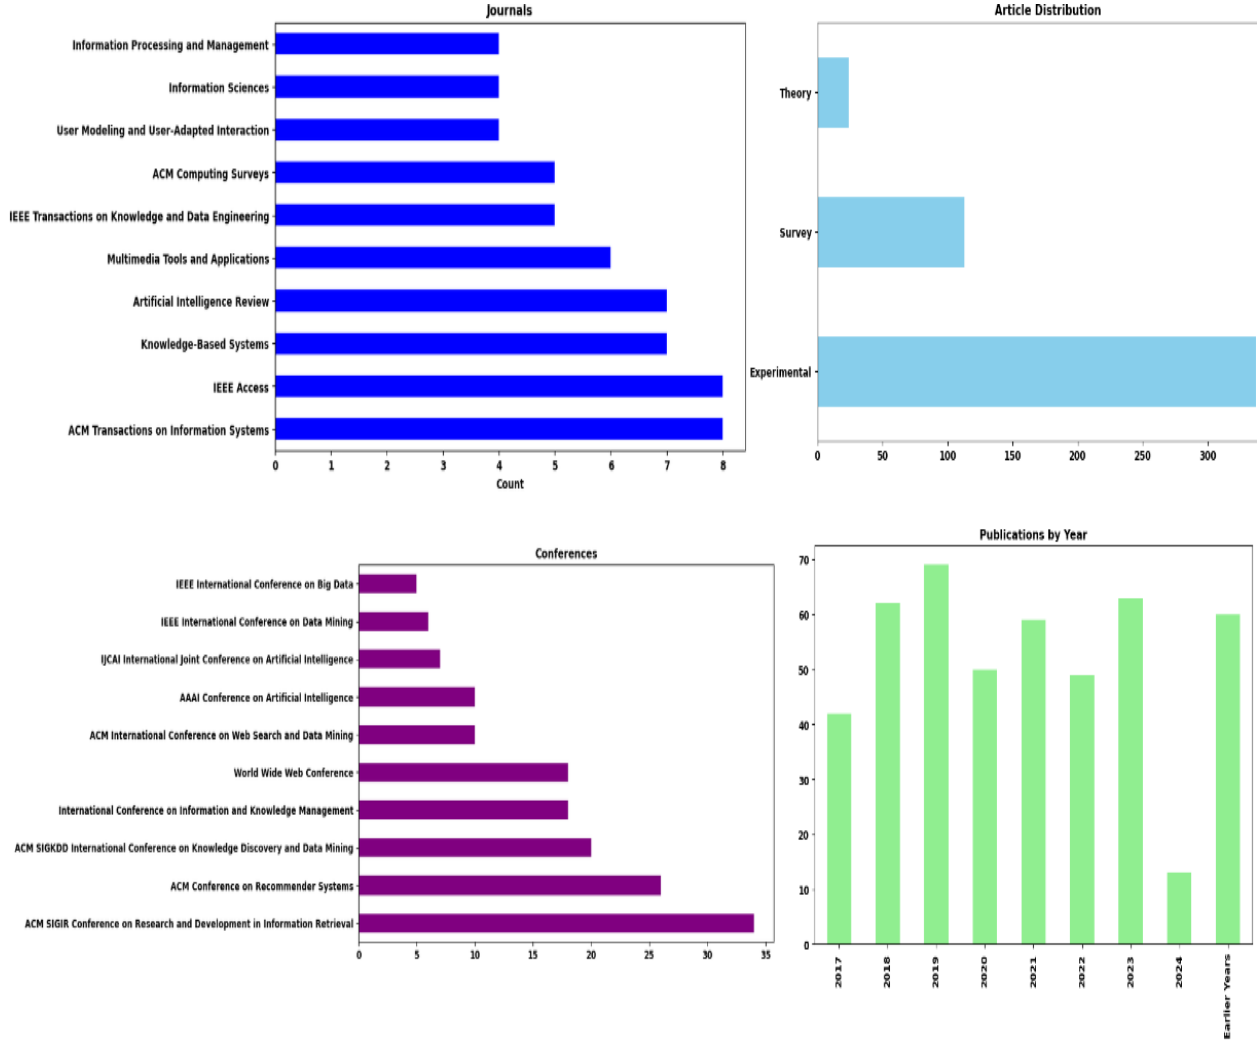 Journals
Information Processing and Management
Information Sciences
User Modeling and User-Adapted Interaction
ACM Computing Surveys
IEEE Transactions on Knowledge and Data Engineering
Multimedia Tools and Applications
Artificial Intelligence Review
Knowledge-Based Systems
IEEE Access
ACM Transactions on Information Systems
0 1 2 3 4 5 6 7 8
Count
Article Distribution
Theory
Survey
Experimental
0 50 100 150 200 250 300
Conferences
IEEE International Conference on Big Data
IEEE International Conference on Data Mining
IJCAI International Joint Conference on Artificial Intelligence
AAAI Conference on Artificial Intelligence
ACM International Conference on Web Search and Data Mining
World Wide Web Conference
International Conference on Information and Knowledge Management
ACM SIGKDD International Conference on Knowledge Discovery and Data Mining
ACM Conference on Recommender Systems
ACM SIGIR Conference on Research and Development in Information Retrieval
0 5 10 15 20 25 30 35
Publications by Year
70
60
50
40
30
20
10
0
2017 2018 2019 2020 2021 2022 2023 2024 Earlier Years